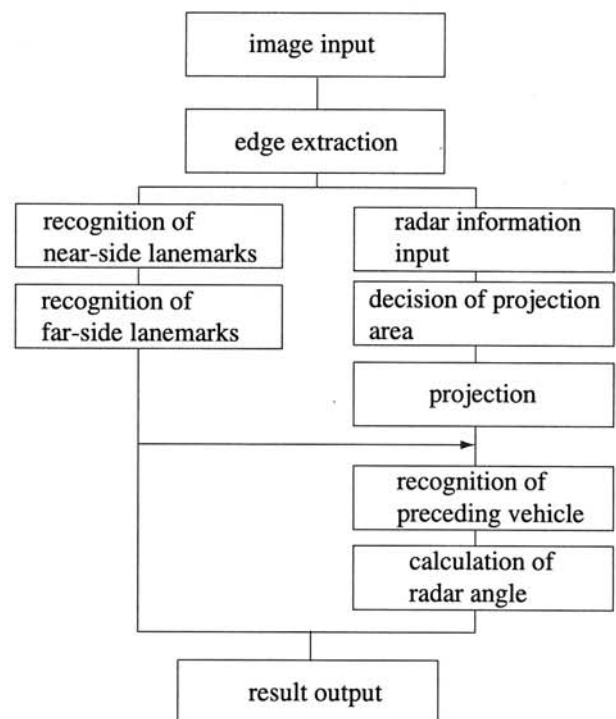 image input
edge extraction
recognition of
near-side lanemarks
recognition of
far-side lanemarks
radar information
input
decision of projection
area
projection
recognition of
preceding vehicle
calculation of
radar angle
result output